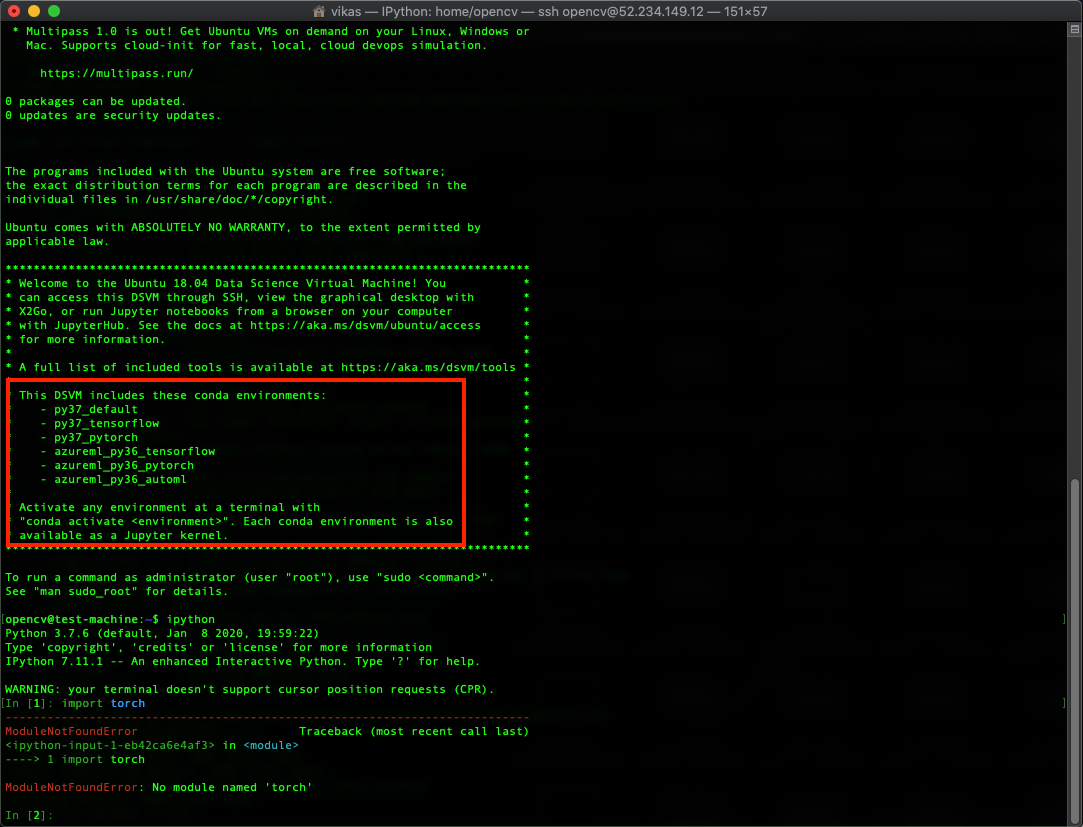 vikas — IPython: home/opencv — ssh opencv@52.234.149.12 — 151×57
* Multipass 1.0 is out! Get Ubuntu VMs on demand on your Linux, Windows or
Mac. Supports cloud-init for fast, local, cloud devops simulation.
https://multipass.run/
0 packages can be updated.
0 updates are security updates.
The programs included with the Ubuntu system are free software;
the exact distribution terms for each program are described in the
individual files in /usr/share/doc/*/copyright.
Ubuntu comes with ABSOLUTELY NO WARRANTY, to the extent permitted by
applicable law.
***************************************************************************
* Welcome to the Ubuntu 18.04 Data Science Virtual Machine! You *
* can access this DSVM through SSH, view the graphical desktop with *
* X2Go, or run Jupyter notebooks from a browser on your computer *
* with JupyterHub. See the docs at https://aka.ms/dsvm/ubuntu/access *
* for more information. *
* *
* A full list of included tools is available at https://aka.ms/dsvm/tools *
* *
* This DSVM includes these conda environments: *
* - py37_default *
* - py37_tensorflow *
* - py37_pytorch *
* - azureml_py36_tensorflow *
* - azureml_py36_pytorch *
* - azureml_py36_automl *
* *
* Activate any environment at a terminal with *
* "conda activate <environment>". Each conda environment is also *
* available as a Jupyter kernel. *
***************************************************************************
To run a command as administrator (user "root"), use "sudo <command>".
See "man sudo_root" for details.
[opencv@test-machine:~$ ipython ]
Python 3.7.6 (default, Jan  8 2020, 19:59:22)
Type 'copyright', 'credits' or 'license' for more information
IPython 7.11.1 -- An enhanced Interactive Python. Type '?' for help.
WARNING: your terminal doesn't support cursor position requests (CPR).
[In [1]: import torch ]
---------------------------------------------------------------------------
ModuleNotFoundError                       Traceback (most recent call last)
<ipython-input-1-eb42ca6e4af3> in <module>
----> 1 import torch
ModuleNotFoundError: No module named 'torch'
In [2]: